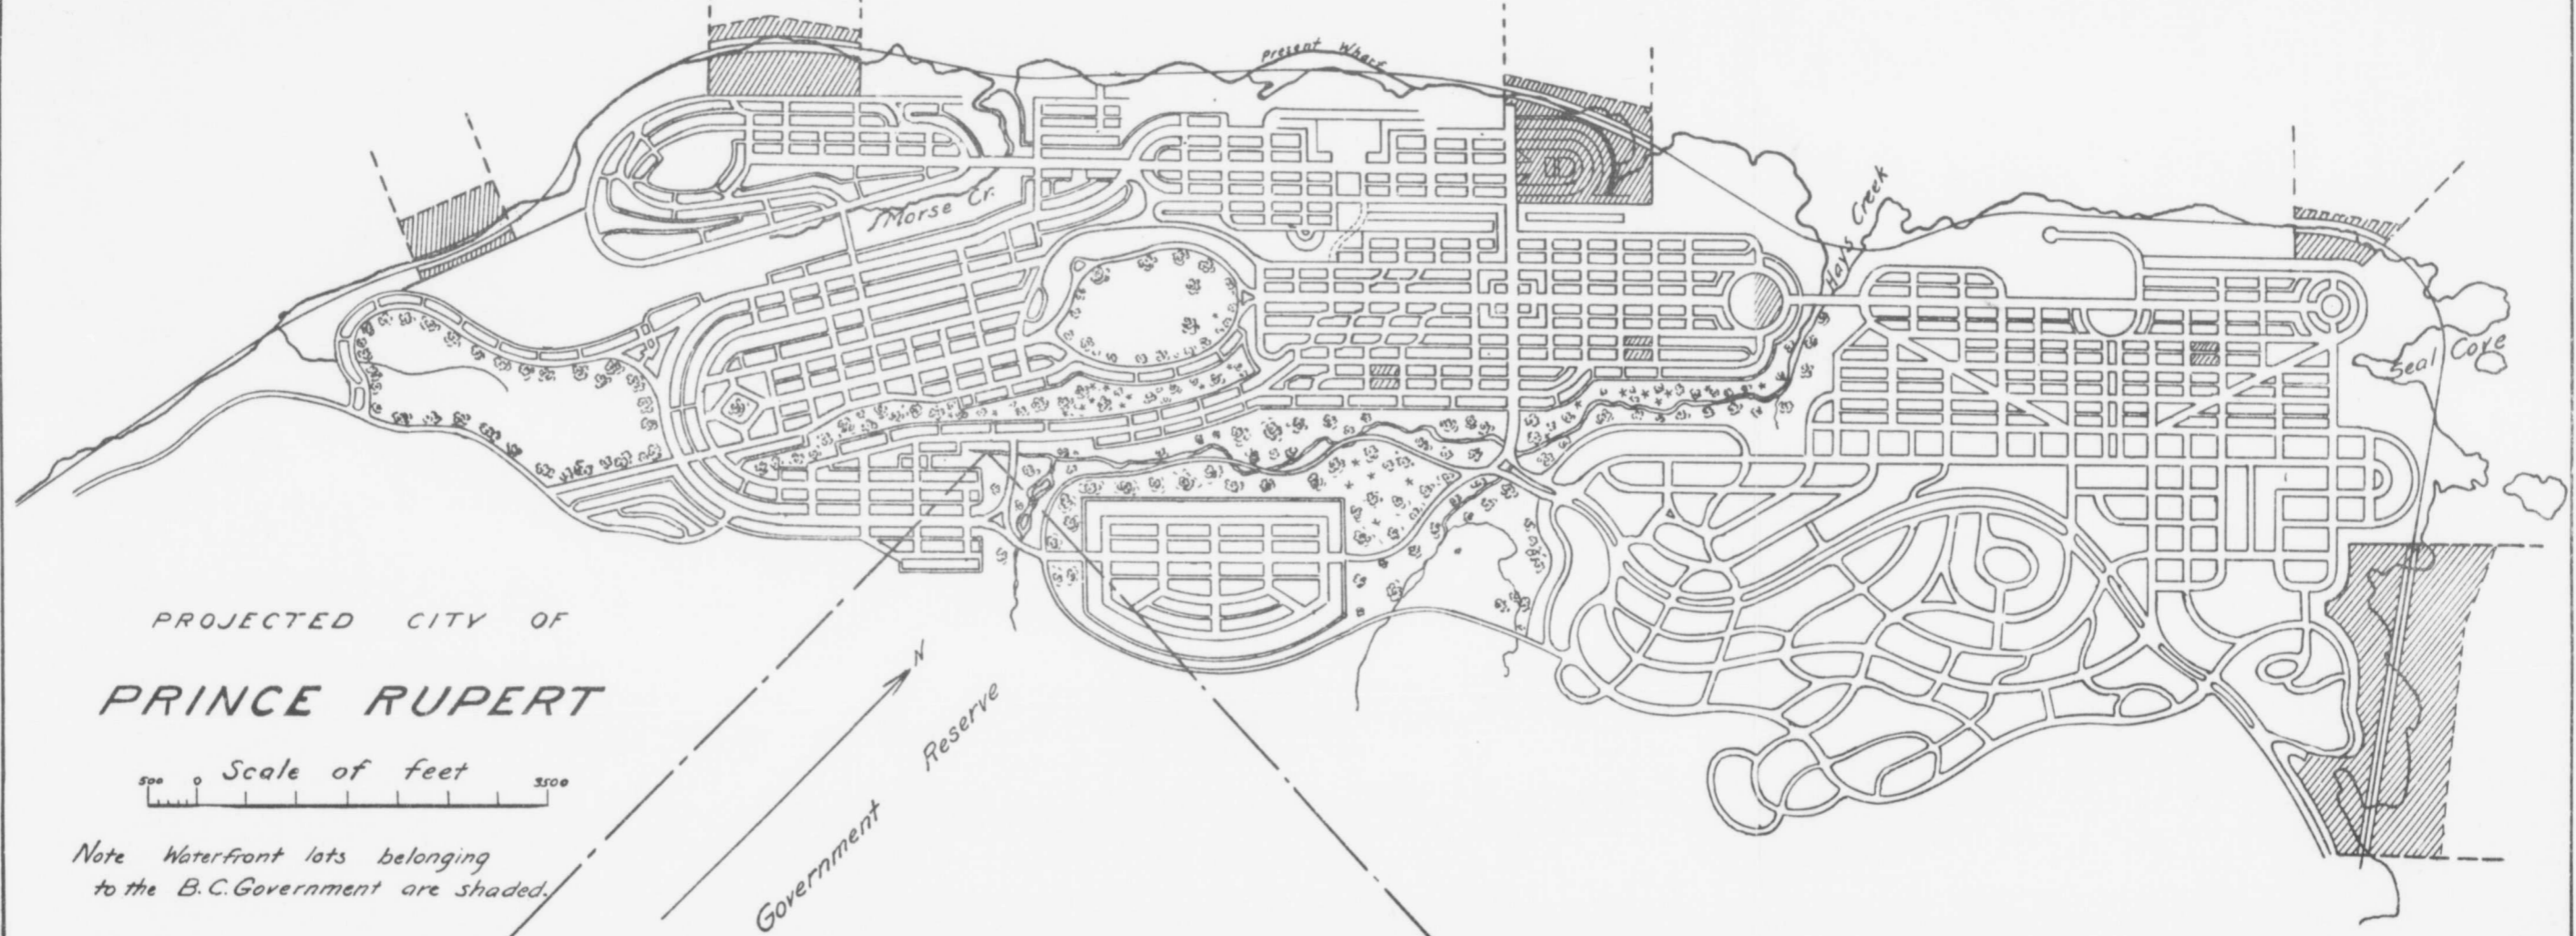 Present Wharf
Morse Cr.
Hays Creek
Seal Cove
PROJECTED CITY OF
PRINCE RUPERT
500 0 Scale of feet 3500
Note Waterfront lots belonging
to the B.C. Government are shaded.
N
Government Reserve